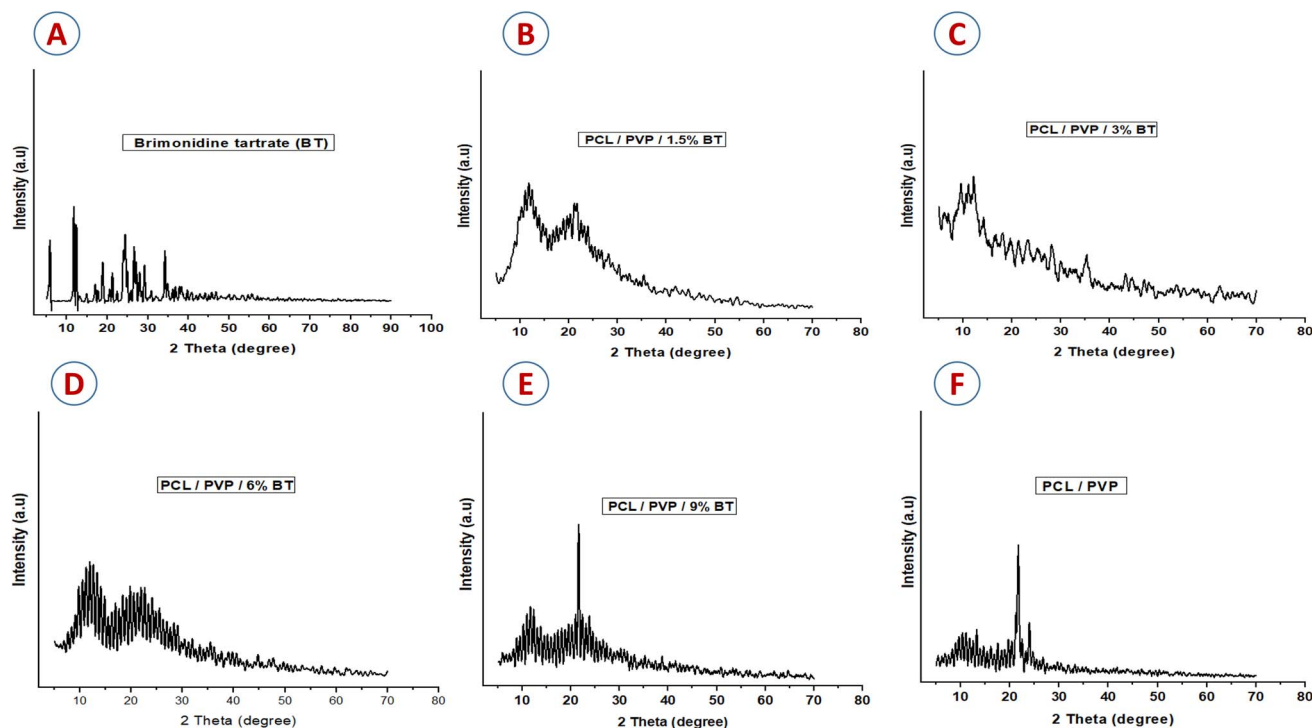 A
Brimonidine tartrate (BT)
Intensity (a.u)
10 20 30 40 50 60 70 80 90 100
2 Theta (degree)
B
PCL / PVP / 1.5% BT
Intensity (a.u)
10 20 30 40 50 60 70 80
2 Theta (degree)
C
PCL / PVP / 3% BT
Intensity (a.u)
10 20 30 40 50 60 70 80
2 Theta (degree)
D
PCL / PVP / 6% BT
Intensity (a.u)
10 20 30 40 50 60 70 80
2 Theta (degree)
E
PCL / PVP / 9% BT
Intensity (a.u)
10 20 30 40 50 60 70 80
2 Theta (degree)
F
PCL / PVP
Intensity (a.u)
10 20 30 40 50 60 70 80
2 Theta (degree)